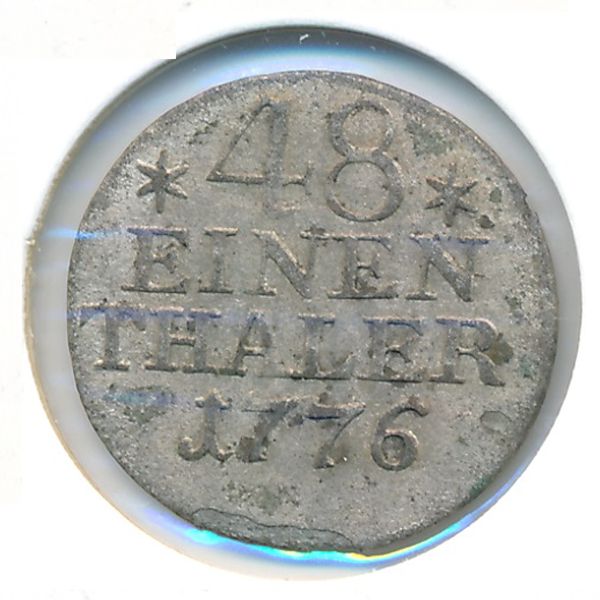 * 48 *
EINEN
THALER
1776